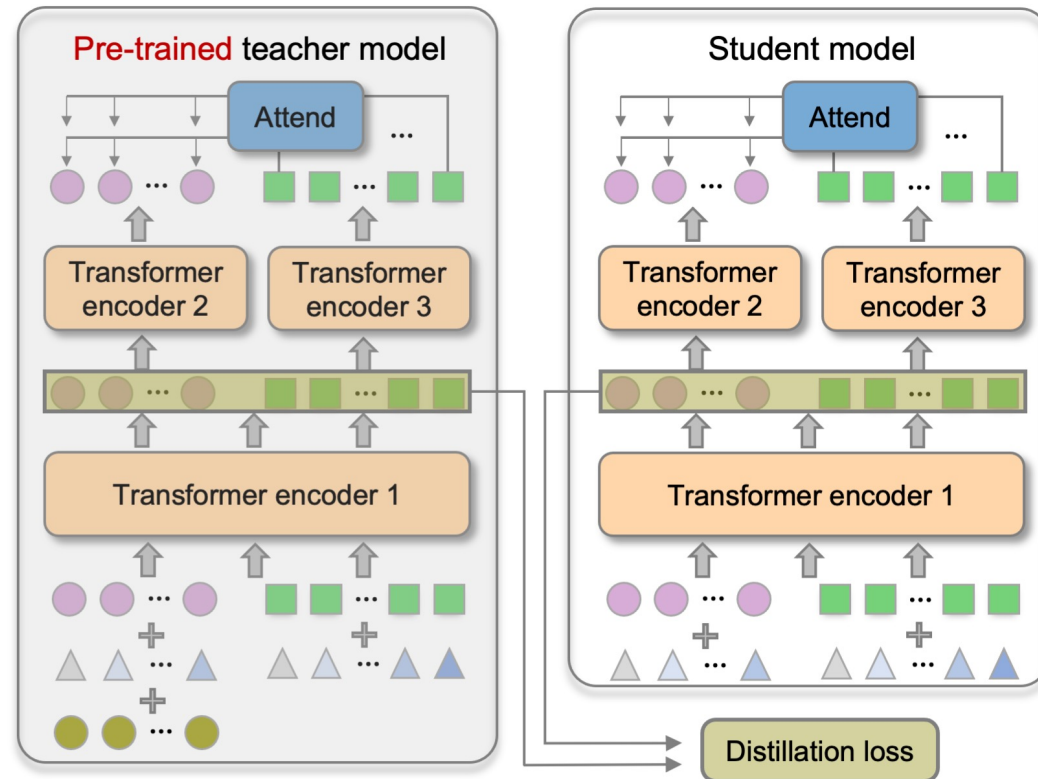 Pre-trained teacher model
Attend
...
... ...
Transformer
encoder 2
Transformer
encoder 3
... ...
Transformer encoder 1
... ...
+ +
... ...
+
...
Student model
Attend
...
... ...
Transformer
encoder 2
Transformer
encoder 3
... ...
Transformer encoder 1
... ...
+ +
... ...
Distillation loss